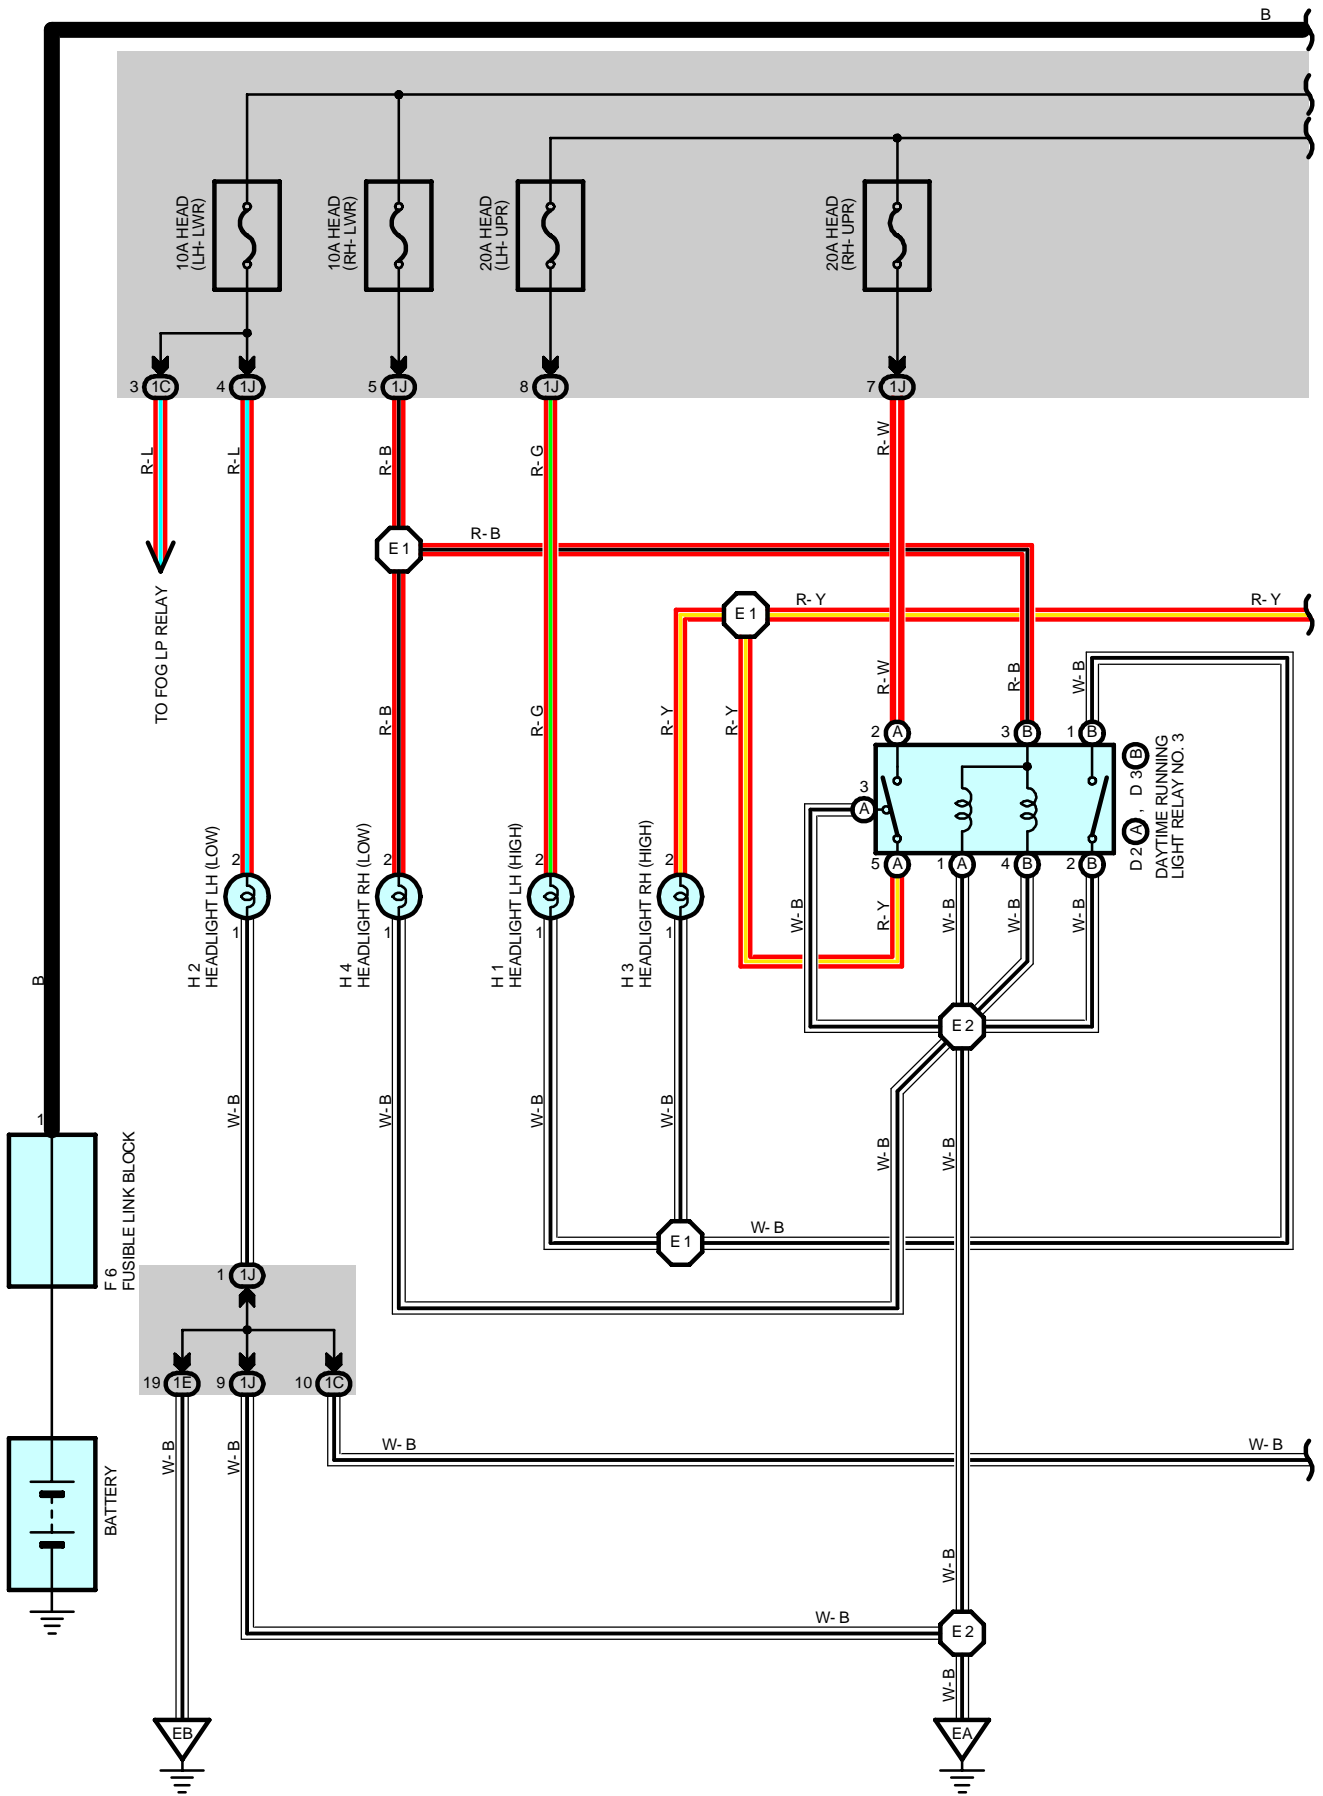 B
10A HEAD
(LH- LWR)
10A HEAD
(RH- LWR)
20A HEAD
(LH- UPR)
20A HEAD
(RH- UPR)
3 1C
4 1J
5 1J
8 1J
7 1J
R- L
R- L
R- B
R- G
R- W
E 1
R- B
TO FOG LP RELAY
E 1
R- Y
R- Y
R- B
R- G
R- Y
R- Y
R- W
R- B
W- B
2 A
3 B
1 B
3
A
5 A
1 A
4 B
2 B
D 2 A , D 3 B
DAYTIME RUNNING
LIGHT RELAY NO. 3
2
2
2
2
1
1
1
1
H 2
HEADLIGHT LH (LOW)
H 4
HEADLIGHT RH (LOW)
H 1
HEADLIGHT LH (HIGH)
H 3
HEADLIGHT RH (HIGH)
W- B
R- Y
W- B
W- B
W- B
B
E 2
1
W- B
W- B
W- B
W- B
W- B
W- B
F 6
FUSIBLE LINK BLOCK
E 1
W- B
1 1J
19 1E
9 1J
10 1C
W- B
W- B
W- B
W- B
BATTERY
W- B
W- B
E 2
W- B
EB
EA